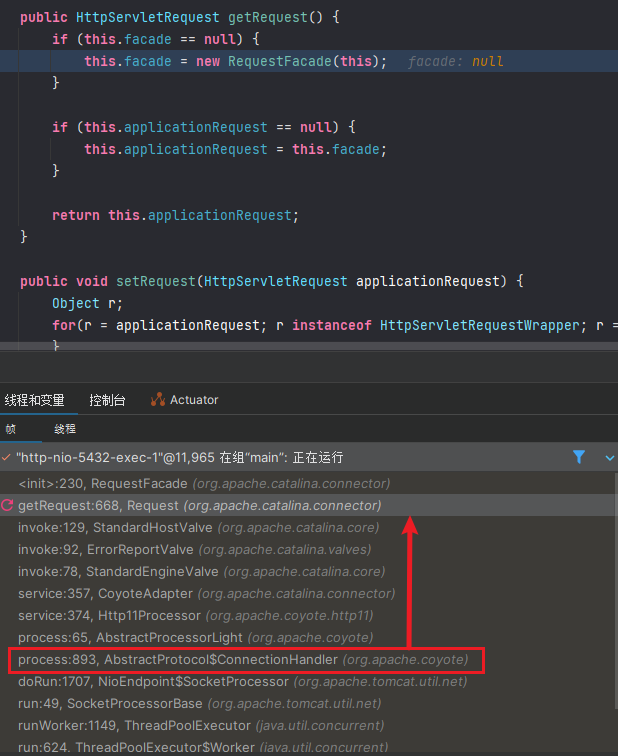 public HttpServletRequest getRequest() {
if (this.facade == null) {
this.facade = new RequestFacade(this);   facade: null
}
if (this.applicationRequest == null) {
this.applicationRequest = this.facade;
}
return this.applicationRequest;
}
public void setRequest(HttpServletRequest applicationRequest) {
Object r;
for(r = applicationRequest; r instanceof HttpServletRequestWrapper; r =
}
线程和变量 控制台 Actuator
帧 线程
"http-nio-5432-exec-1"@11,965 在组"main": 正在运行
<init>:230, RequestFacade (org.apache.catalina.connector)
getRequest:668, Request (org.apache.catalina.connector)
invoke:129, StandardHostValve (org.apache.catalina.core)
invoke:92, ErrorReportValve (org.apache.catalina.valves)
invoke:78, StandardEngineValve (org.apache.catalina.core)
service:357, CoyoteAdapter (org.apache.catalina.connector)
service:374, Http11Processor (org.apache.coyote.http11)
process:65, AbstractProcessorLight (org.apache.coyote)
process:893, AbstractProtocol$ConnectionHandler (org.apache.coyote)
doRun:1707, NioEndpoint$SocketProcessor (org.apache.tomcat.util.net)
run:49, SocketProcessorBase (org.apache.tomcat.util.net)
runWorker:1149, ThreadPoolExecutor (java.util.concurrent)
run:624, ThreadPoolExecutor$Worker (java.util.concurrent)